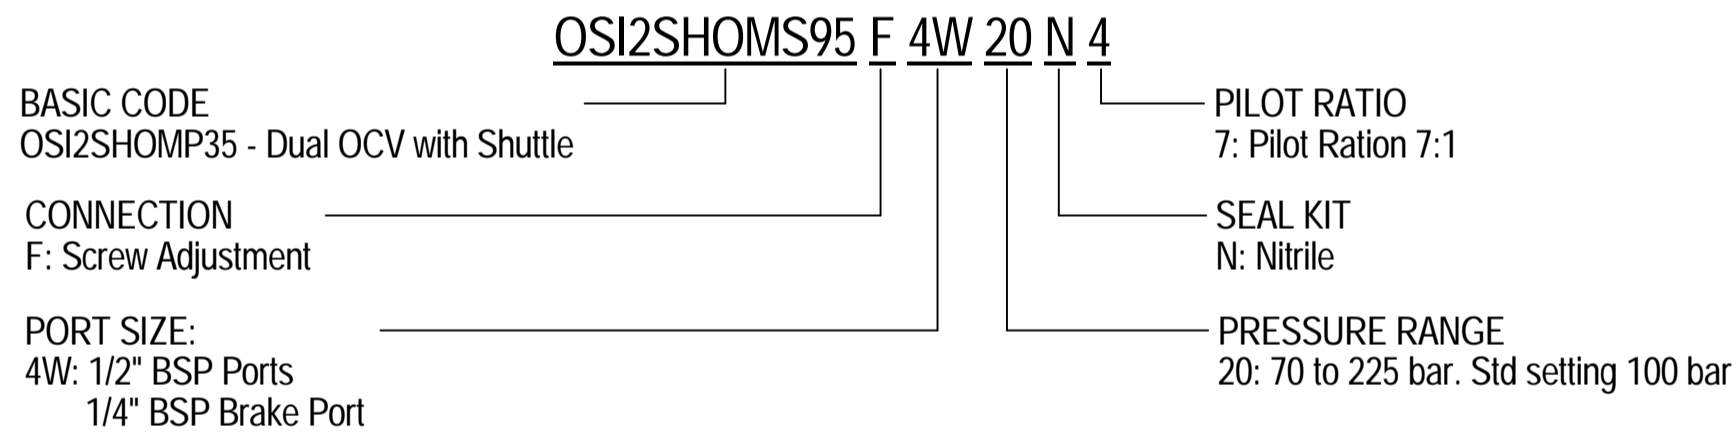 OSI2SHOMS95 F 4W 20 N 4
BASIC CODE
OSI2SHOMP35 - Dual OCV with Shuttle
CONNECTION
F: Screw Adjustment
PORT SIZE:
4W: 1/2" BSP Ports
1/4" BSP Brake Port
PILOT RATIO
7: Pilot Ration 7:1
SEAL KIT
N: Nitrile
PRESSURE RANGE
20: 70 to 225 bar. Std setting 100 bar